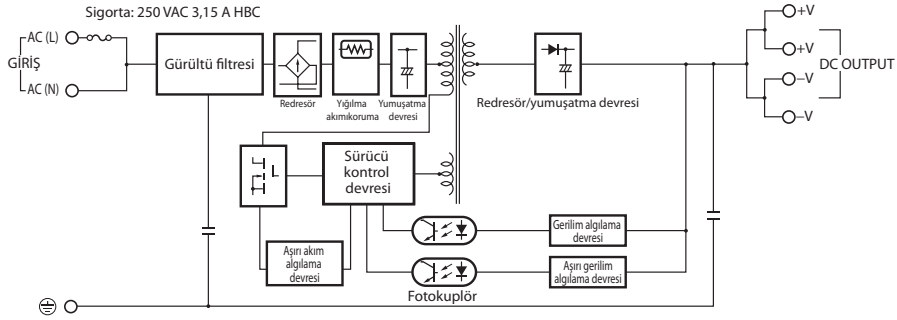 Sigorta: 250 VAC 3,15 A HBC
AC (L)
GİRİŞ
AC (N)
Gürültü filtresi
Redresör
Yığılma
akımıkoruma
Yumuşatma
devresi
Redresör/yumuşatma devresi
+V
+V
DC OUTPUT
–V
–V
Sürücü
kontrol
devresi
Aşırı akım
algılama
devresi
Gerilim algılama
devresi
Aşırı gerilim
algılama devresi
Fotokuplör